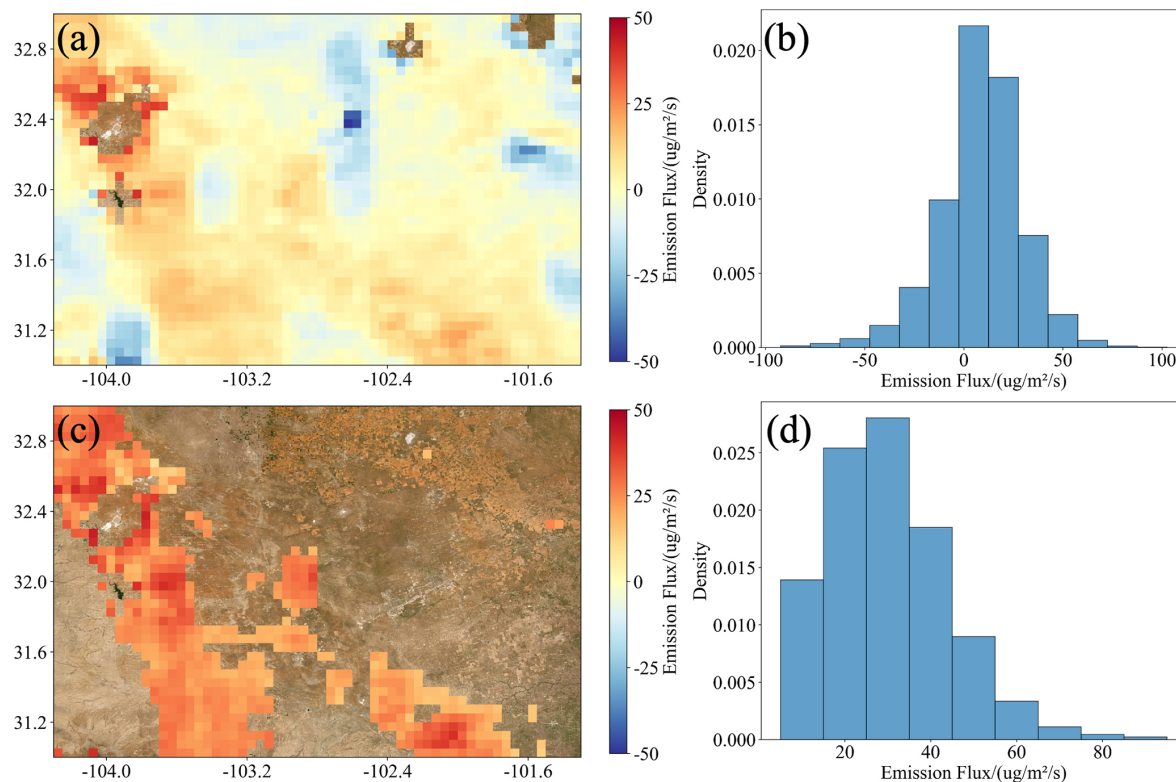 (a)
32.8
32.4
32.0
31.6
31.2
-104.0 -103.2 -102.4 -101.6
50
25
0
-25
-50
Emission Flux/(ug/m²/s)
(b)
0.020
0.015
0.010
0.005
0.000
Density
-100 -50 0 50 100
Emission Flux/(ug/m²/s)
(c)
32.8
32.4
32.0
31.6
31.2
-104.0 -103.2 -102.4 -101.6
50
25
0
-25
-50
Emission Flux/(ug/m²/s)
(d)
0.025
0.020
0.015
0.010
0.005
0.000
Density
20 40 60 80
Emission Flux/(ug/m²/s)